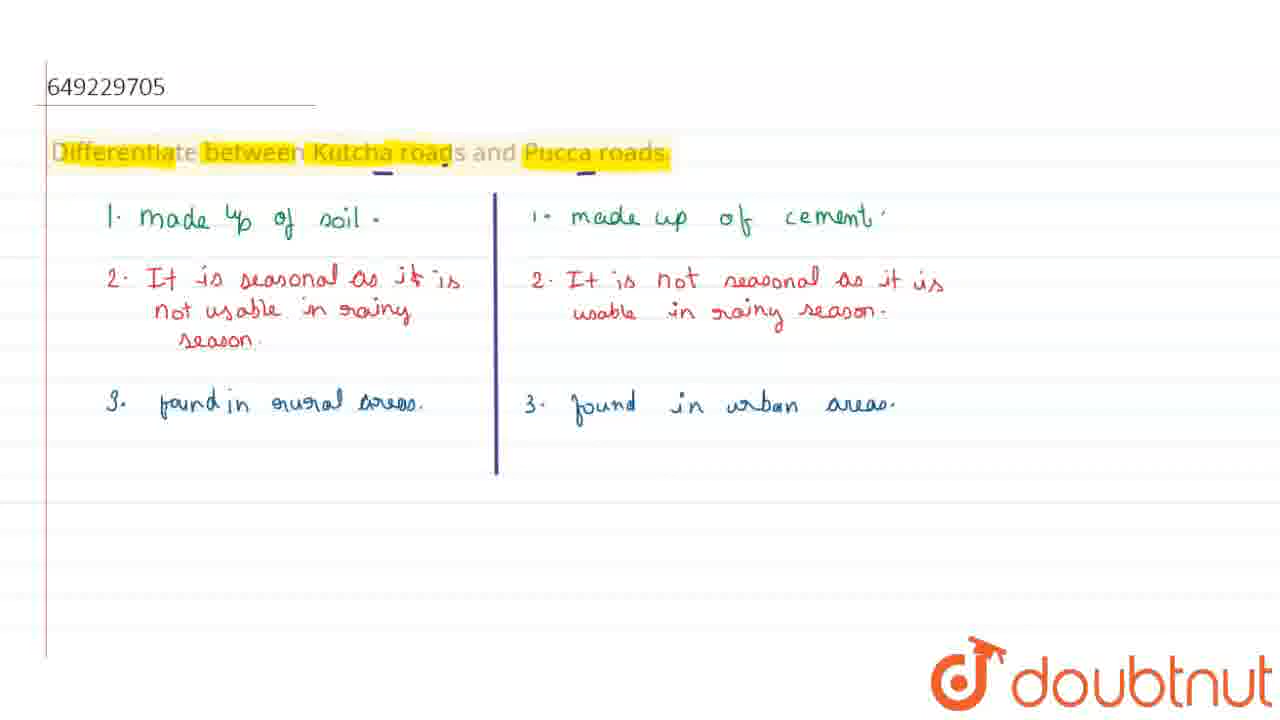 649229705
Differentiate between Kutcha roads and Pucca roads.
1. made up of soil.
2. It is seasonal as it is
not usable in rainy
season.
3. found in rural areas.
1. made up of cement.
2. It is not seasonal as it is
usable in rainy season.
3. found in urban areas.
doubtnut